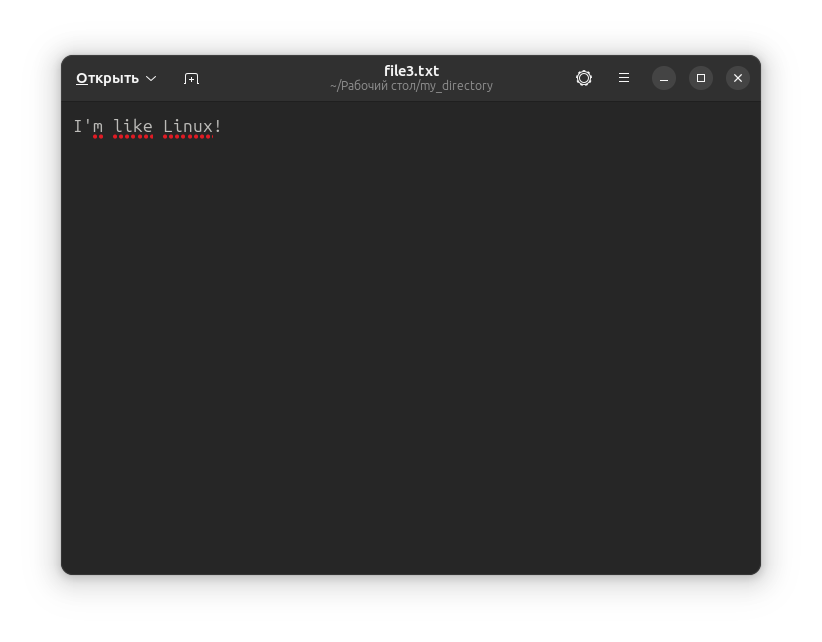 Открыть
file3.txt
~/Рабочий стол/my_directory
I'm like Linux!